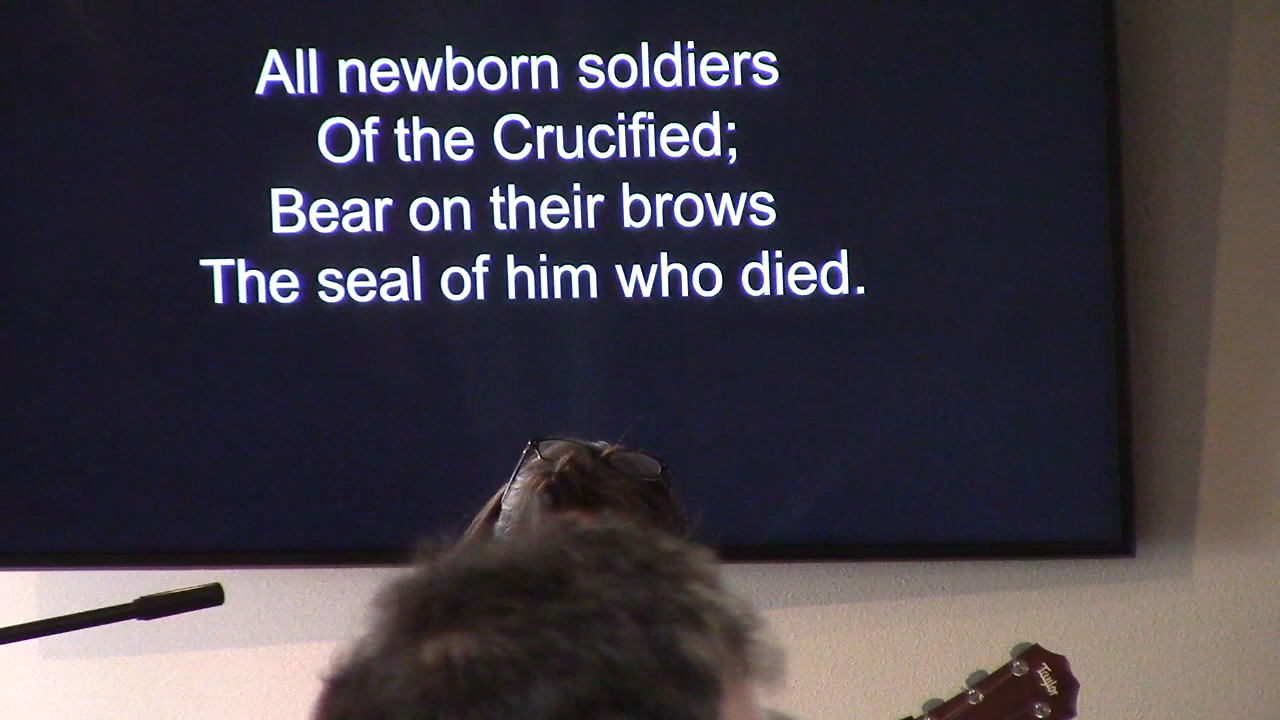 All newborn soldiers
Of the Crucified;
Bear on their brows
The seal of him who died.
Taylor